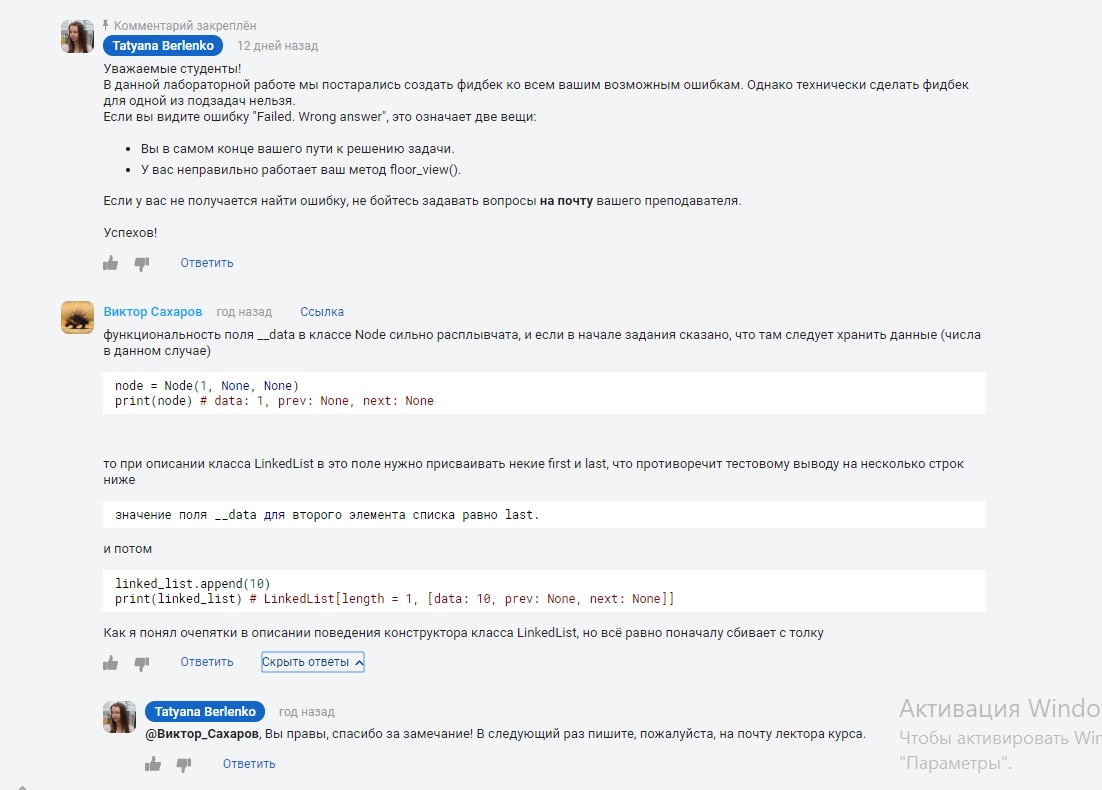 Комментарий закреплён
Tatyana Berlenko 12 дней назад
Уважаемые студенты!
В данной лабораторной работе мы постарались создать фидбек ко всем вашим возможным ошибкам. Однако технически сделать фидбек
для одной из подзадач нельзя.
Если вы видите ошибку "Failed. Wrong answer", это означает две вещи:
• Вы в самом конце вашего пути к решению задачи.
• У вас неправильно работает ваш метод floor_view().
Если у вас не получается найти ошибку, не бойтесь задавать вопросы на почту вашего преподавателя.
Успехов!
Ответить
Виктор Сахаров год назад Ссылка
функциональность поля __data в классе Node сильно расплывчата, и если в начале задания сказано, что там следует хранить данные (числа
в данном случае)
node = Node(1, None, None)
print(node) # data: 1, prev: None, next: None
то при описании класса LinkedList в это поле нужно присваивать некие first и last, что противоречит тестовому выводу на несколько строк
ниже
значение поля __data для второго элемента списка равно last.
и потом
linked_list.append(10)
print(linked_list) # LinkedList[length = 1, [data: 10, prev: None, next: None]]
Как я понял очепятки в описании поведения конструктора класса LinkedList, но всё равно поначалу сбивает с толку
Ответить Скрыть ответы
Tatyana Berlenko год назад
@Виктор_Сахаров, Вы правы, спасибо за замечание! В следующий раз пишите, пожалуйста, на почту лектора курса.
Ответить
Активация Windo
Чтобы активировать Win
"Параметры".